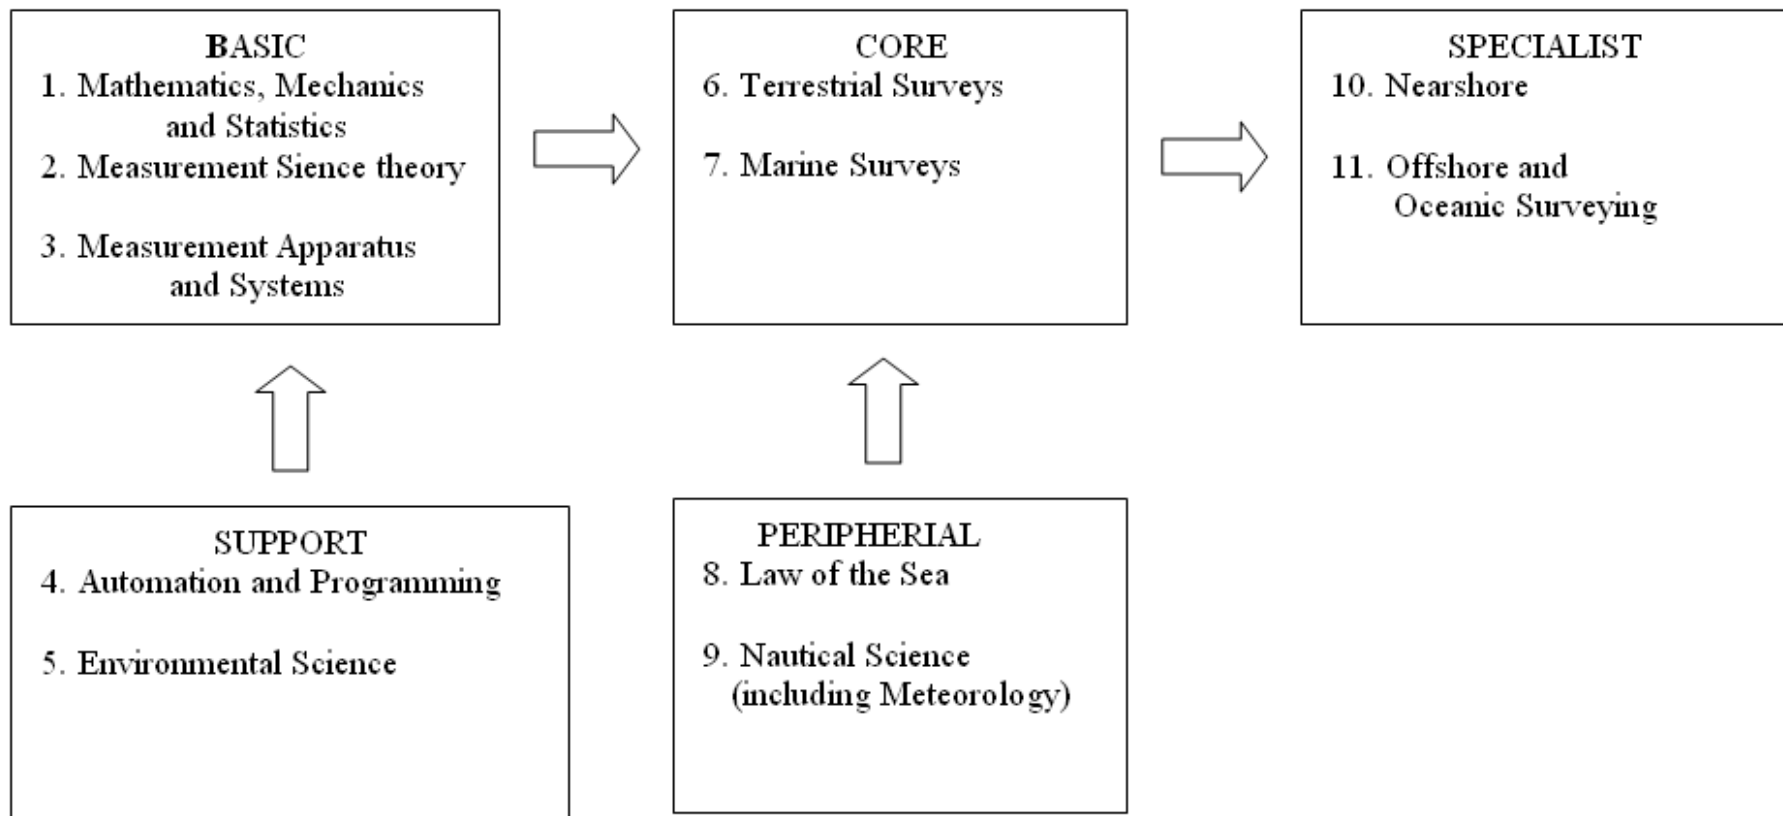 BASIC
1. Mathematics, Mechanics
and Statistics
2. Measurement Sience theory
3. Measurement Apparatus
and Systems
CORE
6. Terrestrial Surveys
7. Marine Surveys
SPECIALIST
10. Nearshore
11. Offshore and
Oceanic Surveying
SUPPORT
4. Automation and Programming
5. Environmental Science
PERIPHERIAL
8. Law of the Sea
9. Nautical Science
(including Meteorology)